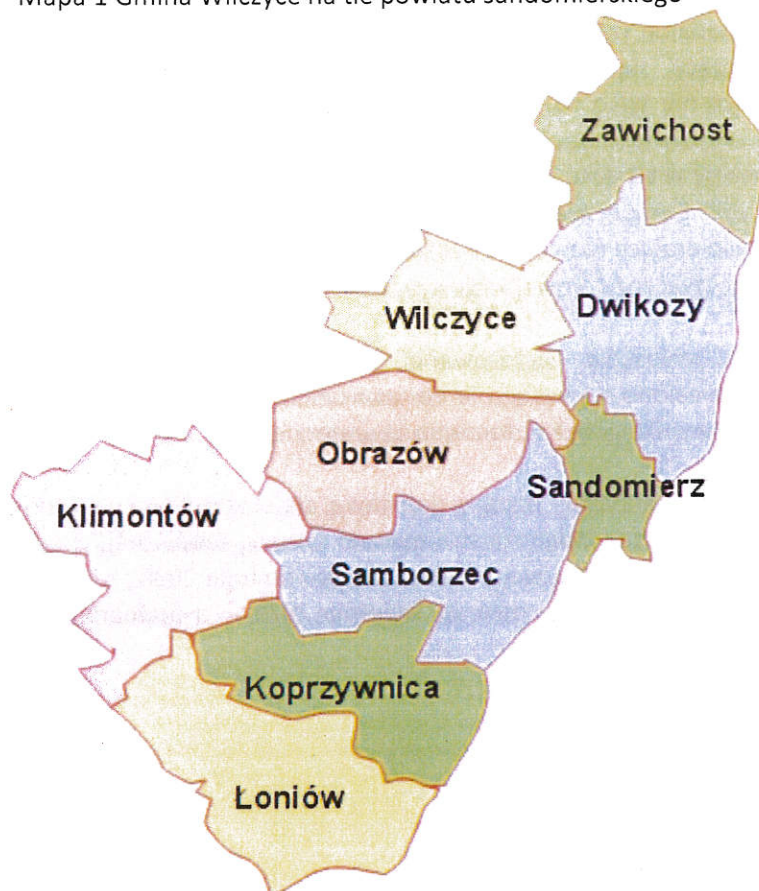 Mapa 1 Gmina Wilczyce na tle powiatu sandomierskiego
Zawichost
Dwikozy
Wilczyce
Obrazów
Sandomierz
Klimontów
Samborzec
Koprzywnica
Łoniów